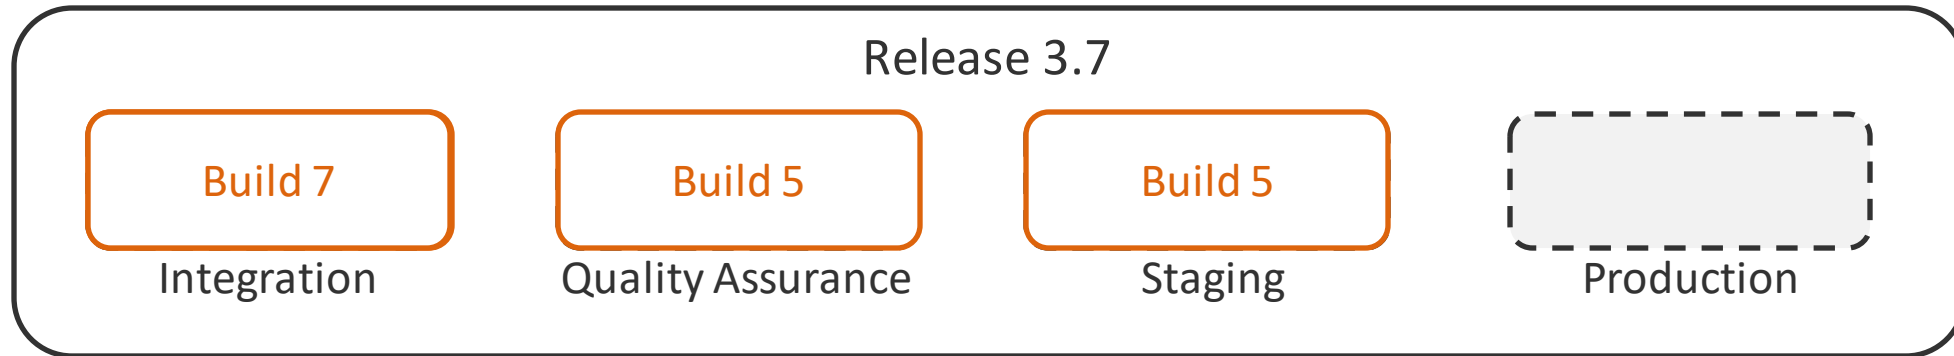 Release 3.7
Build 7
Build 5
Build 5
Integration
Quality Assurance
Staging
Production